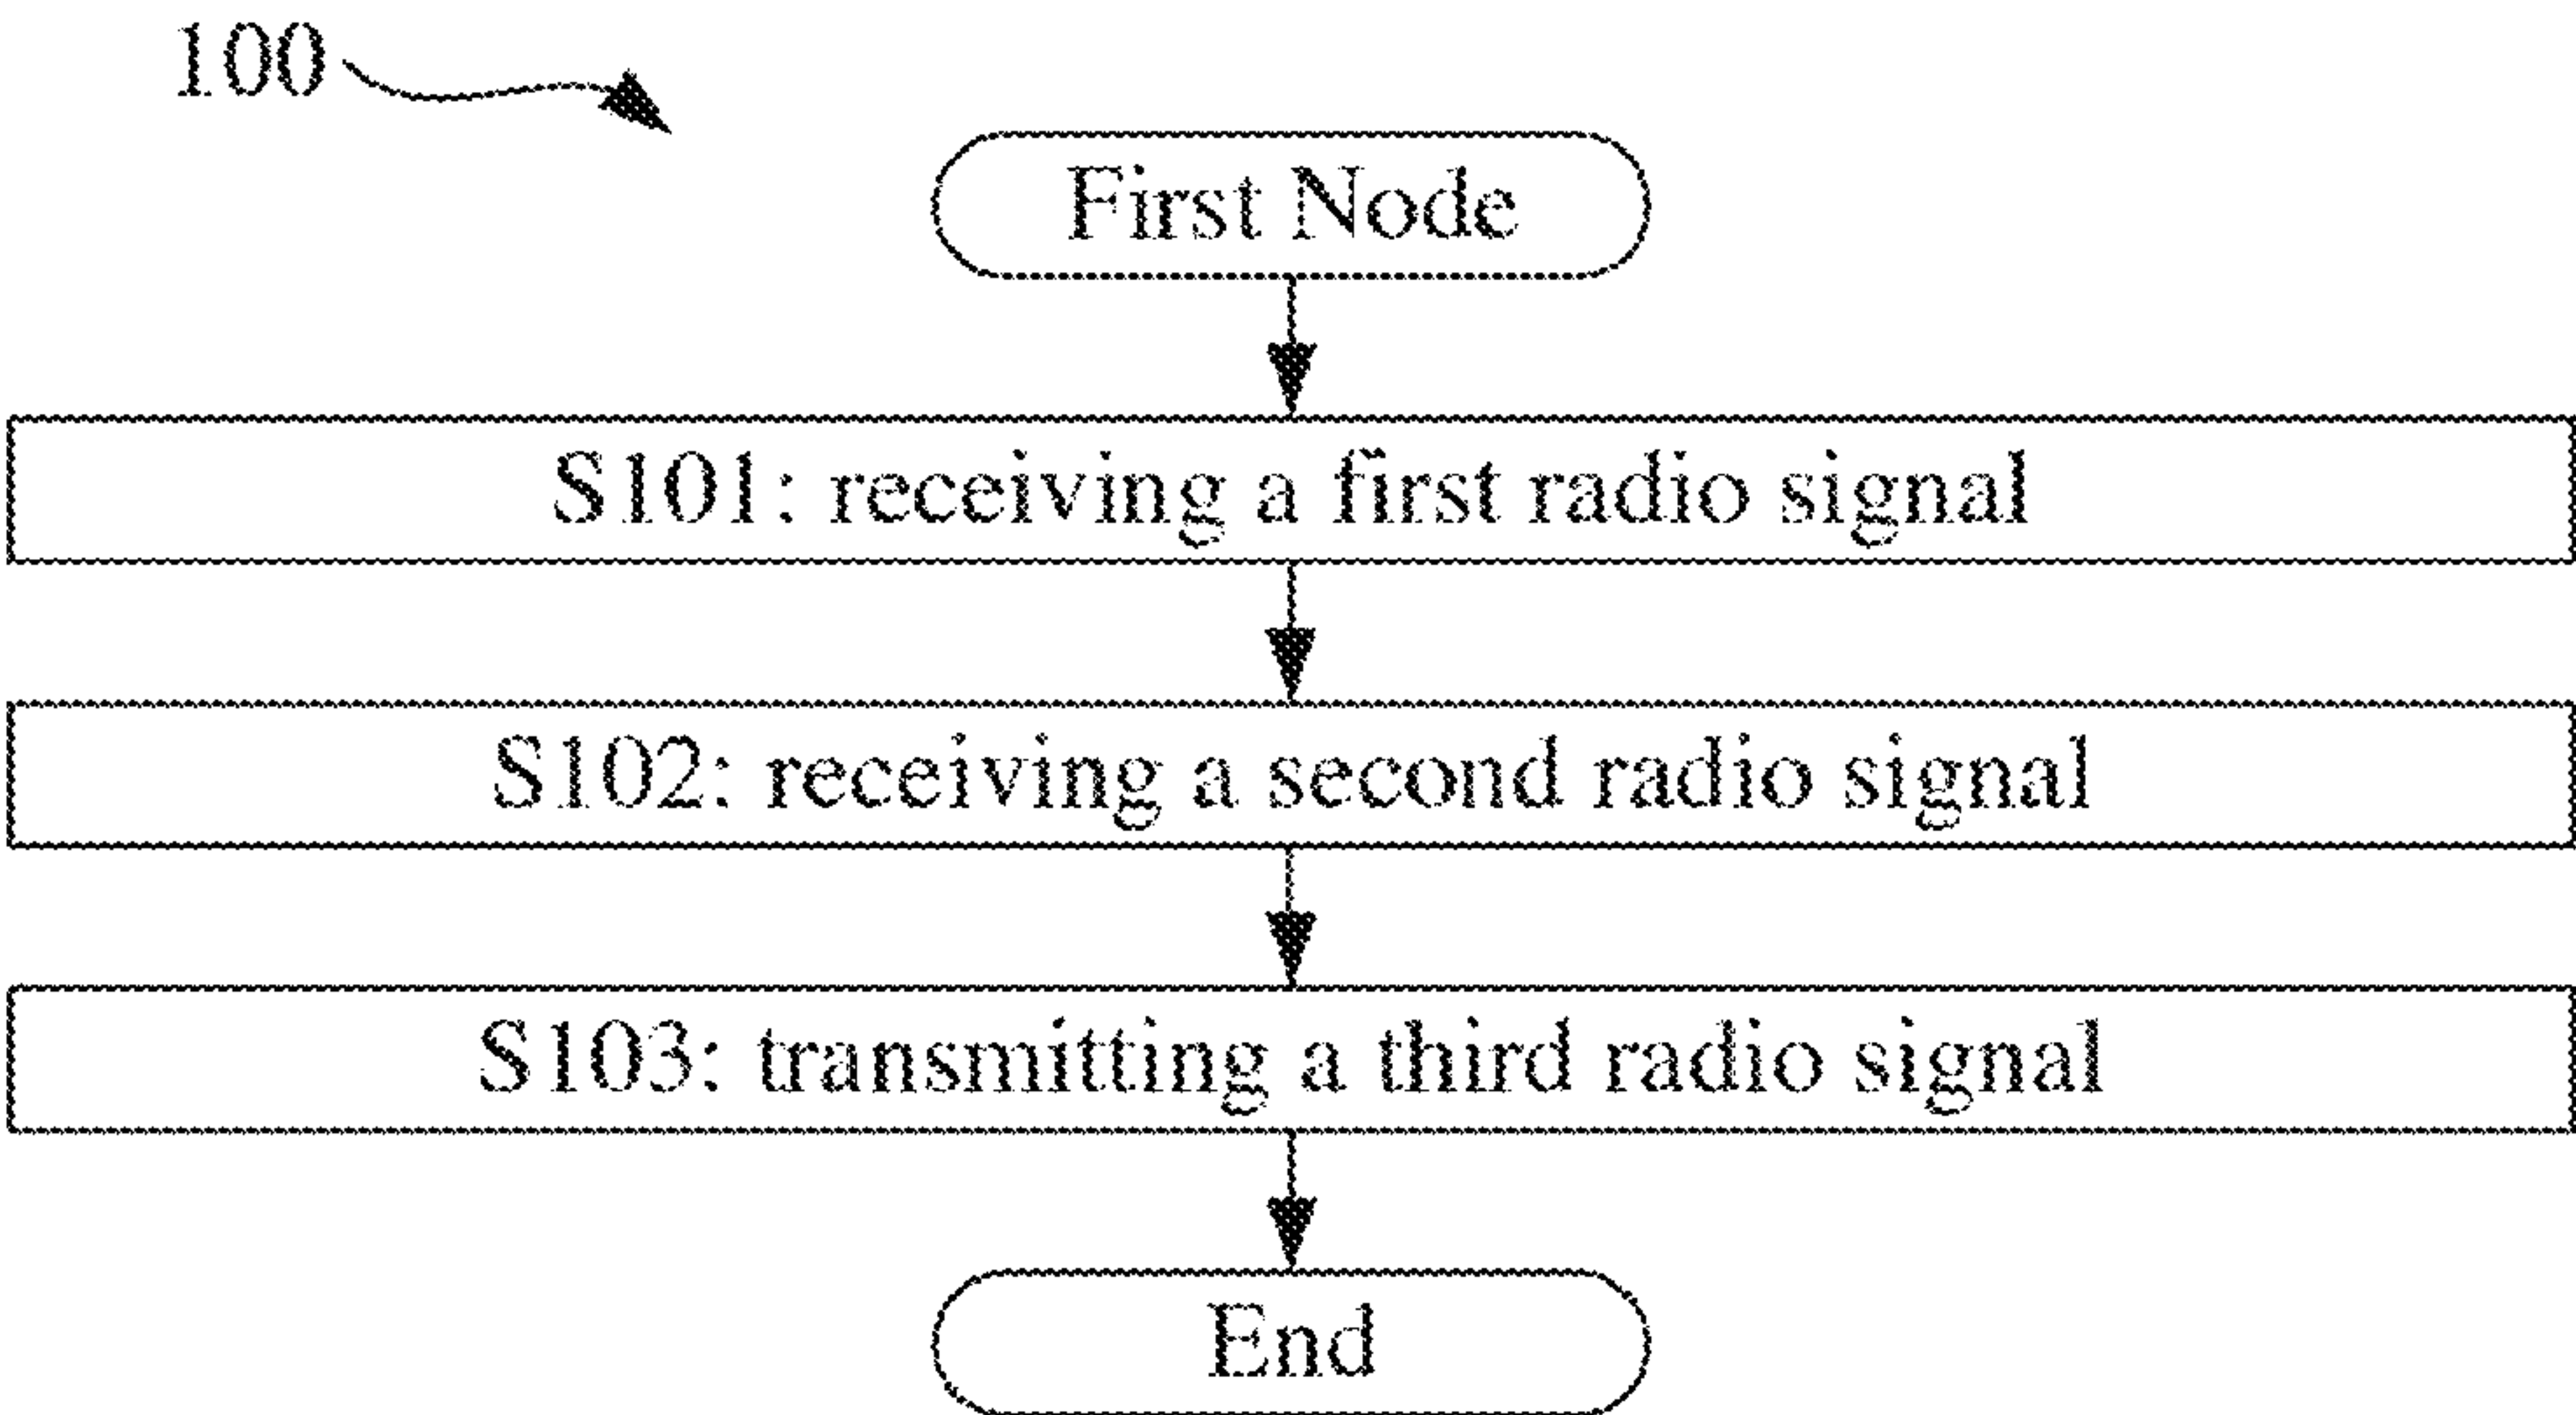 100
First Node
S101: receiving a first radio signal
S102: receiving a second radio signal
S103: transmitting a third radio signal
End